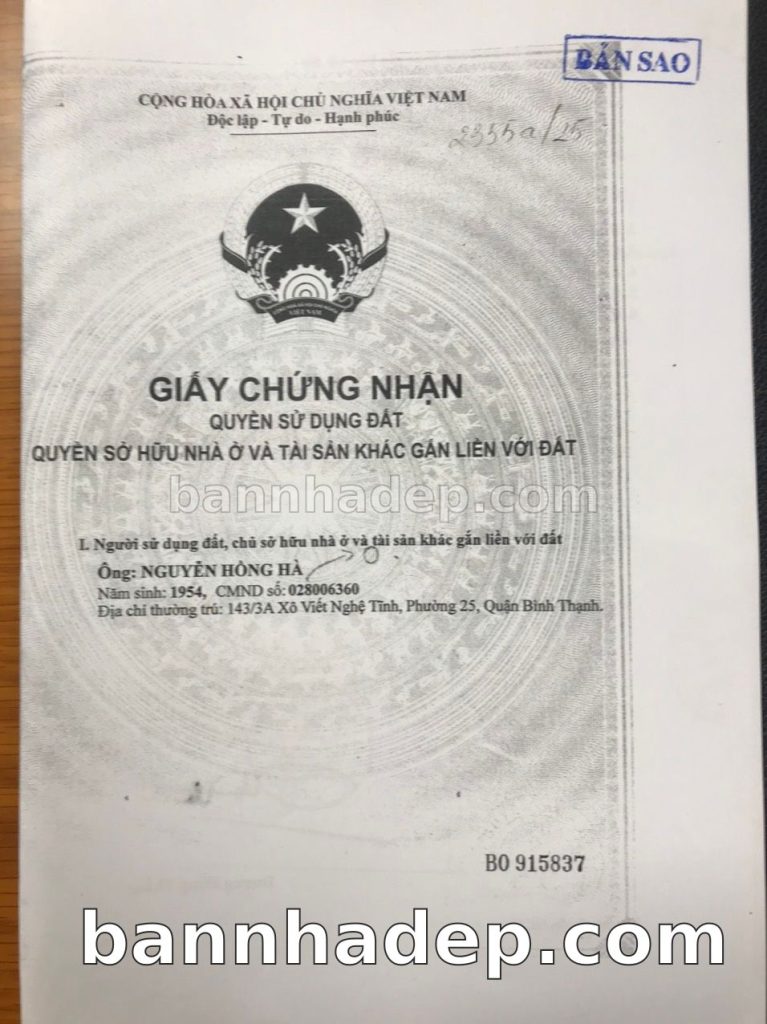 BẢN SAO
CỘNG HÒA XÃ HỘI CHỦ NGHĨA VIỆT NAM
Độc lập - Tự do - Hạnh phúc
2355a/25
GIẤY CHỨNG NHẬN
QUYỀN SỬ DỤNG ĐẤT
QUYỀN SỞ HỮU NHÀ Ở VÀ TÀI SẢN KHÁC GẮN LIỀN VỚI ĐẤT
bannhadep.com
I. Người sử dụng đất, chủ sở hữu nhà ở và tài sản khác gắn liền với đất
Ông: NGUYỄN HỒNG HÀ
Năm sinh: 1954, CMND số: 028006360
Địa chỉ thường trú: 143/3A Xô Viết Nghệ Tĩnh, Phường 25, Quận Bình Thạnh.
BO 915837
bannhadep.com